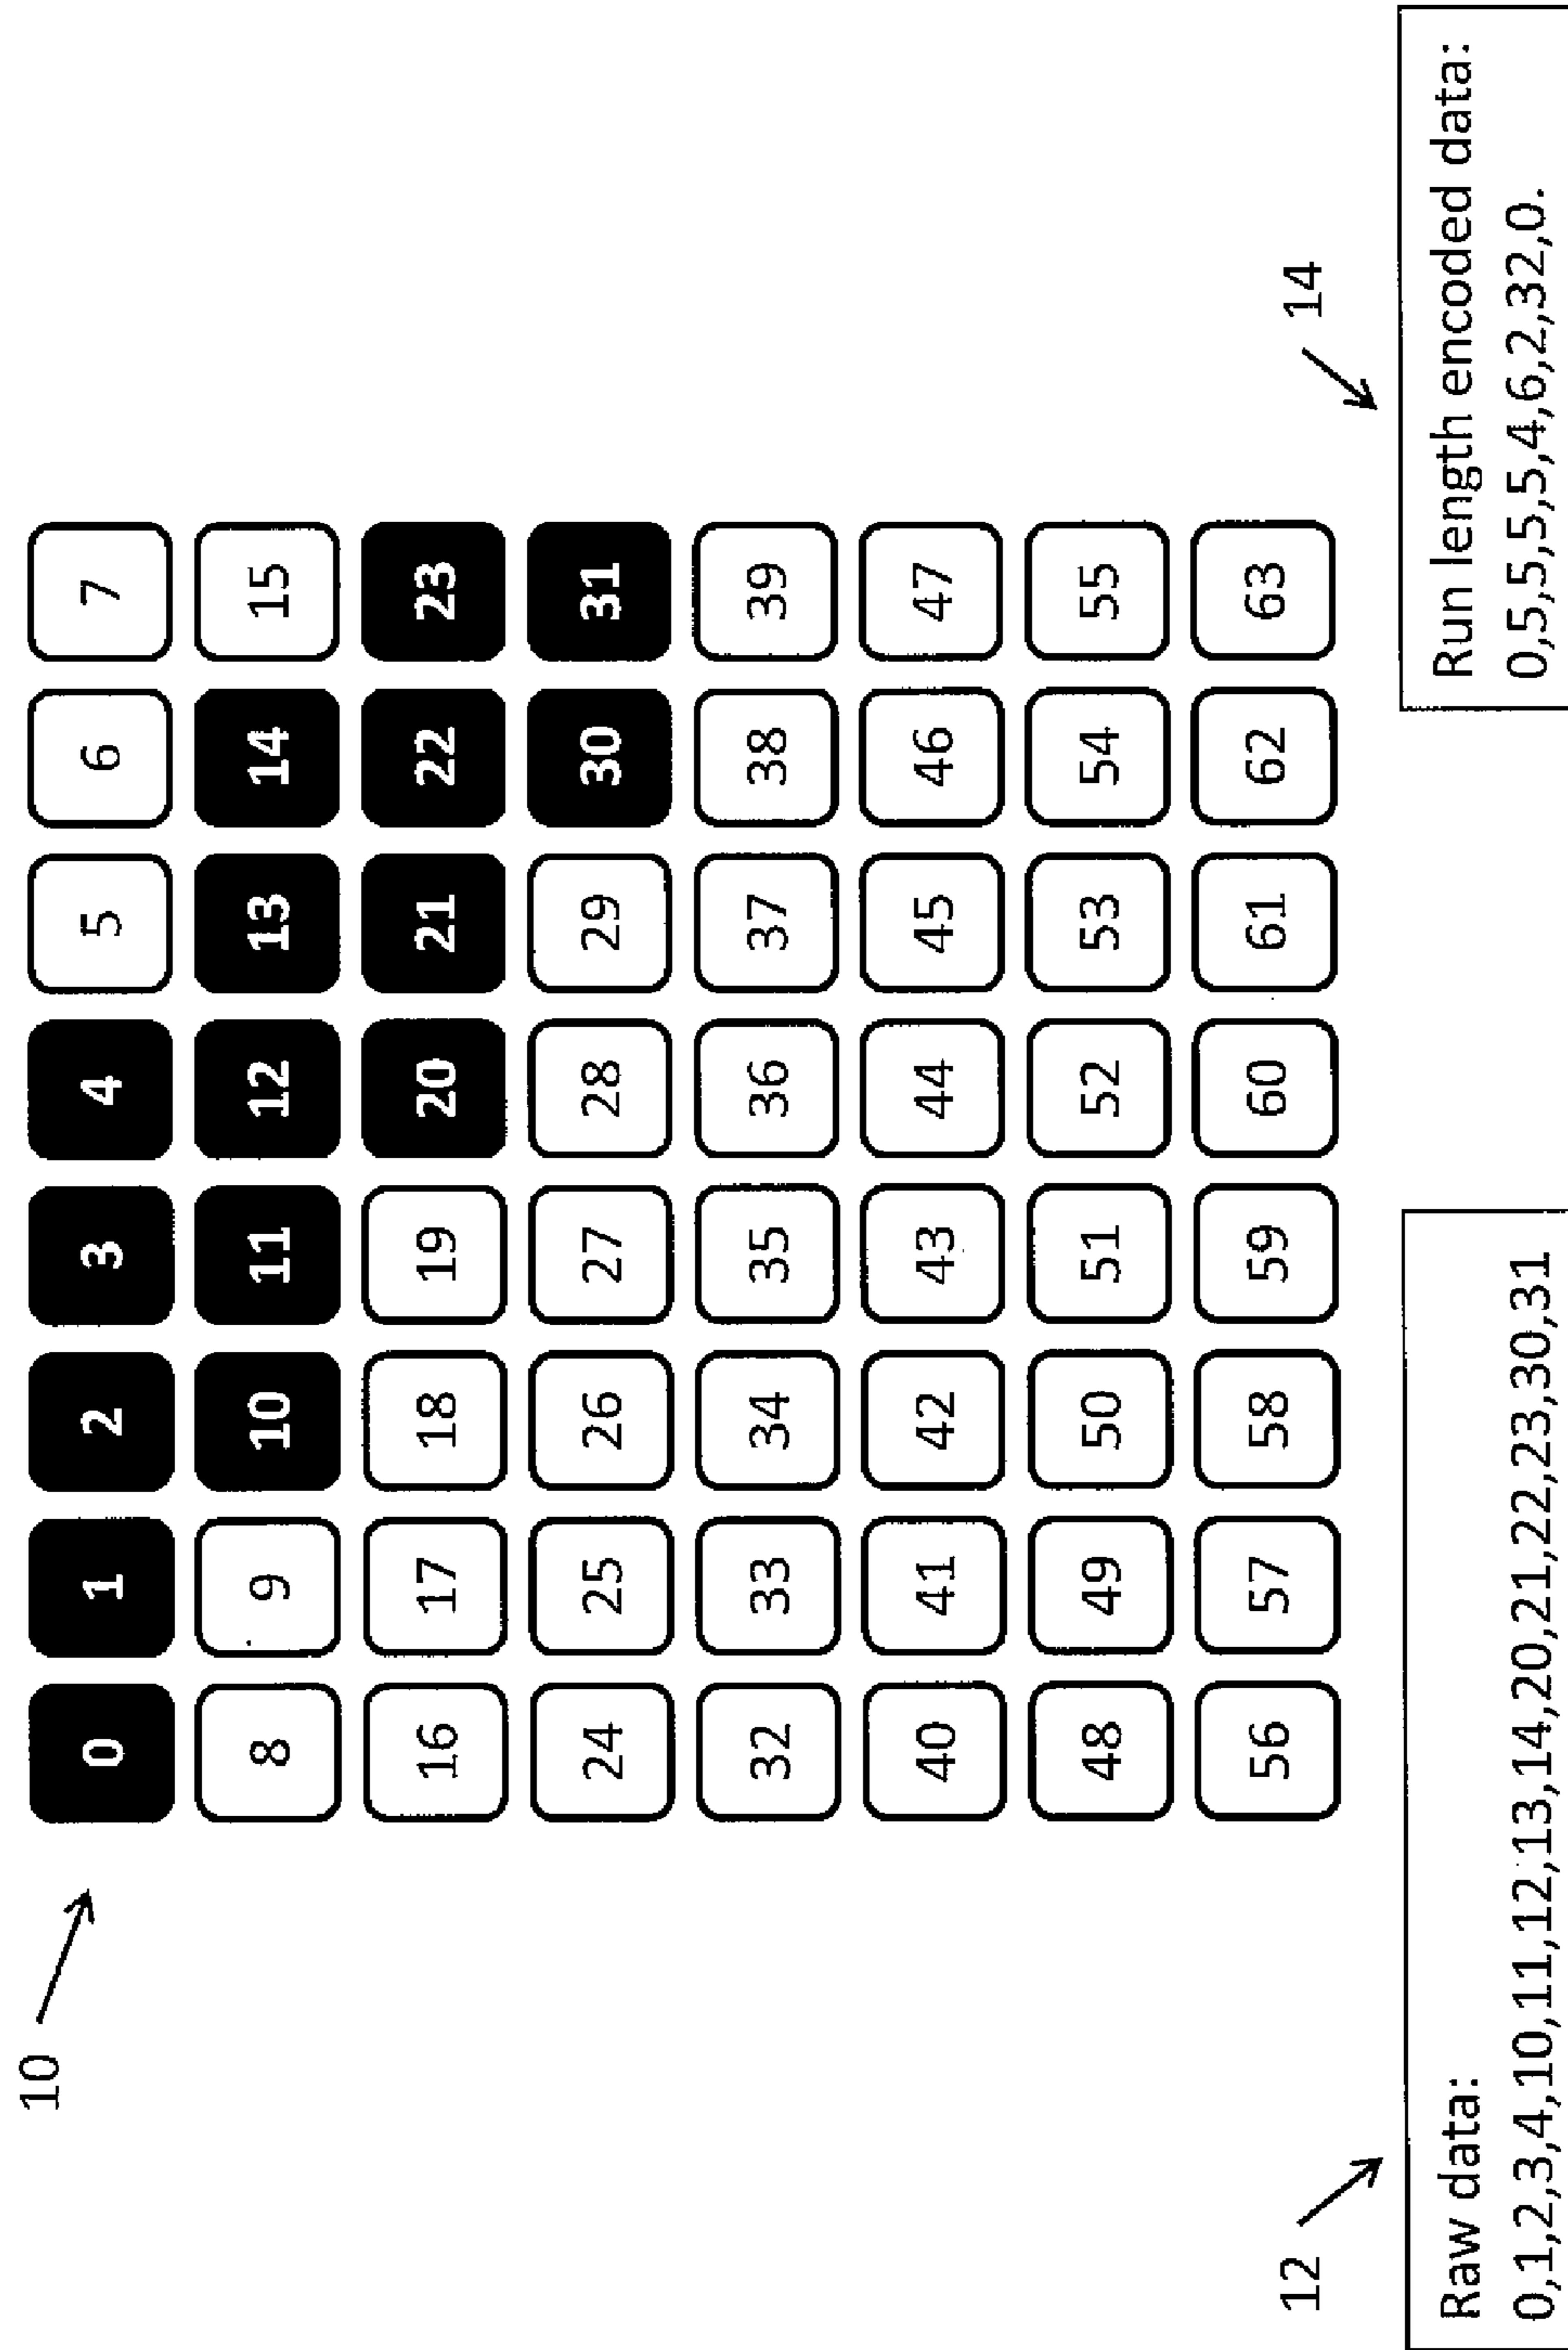 10
0 1 2 3 4 5 6 7
8 9 10 11 12 13 14 15
16 17 18 19 20 21 22 23
24 25 26 27 28 29 30 31
32 33 34 35 36 37 38 39
40 41 42 43 44 45 46 47
48 49 50 51 52 53 54 55
56 57 58 59 60 61 62 63
12
Raw data:
0,1,2,3,4,10,11,12,13,14,20,21,22,23,30,31
14
Run length encoded data:
0,5,5,5,5,4,6,2,32,0.